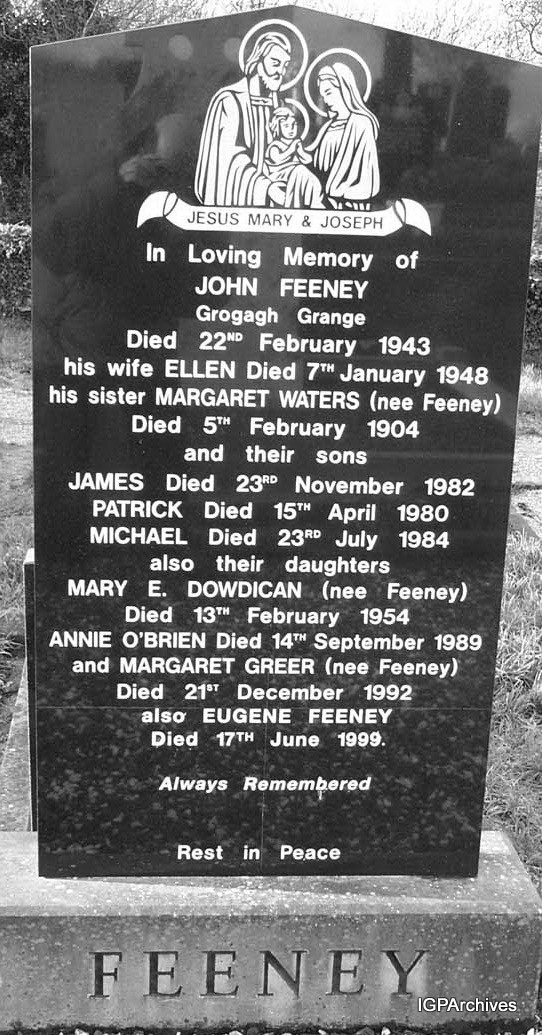 JESUS MARY & JOSEPH
In Loving Memory of
JOHN FEENEY
Grogagh Grange
Died 22ND February 1943
his wife ELLEN Died 7TH January 1948
his sister MARGARET WATERS (nee Feeney)
Died 5TH February 1904
and their sons
JAMES Died 23RD November 1982
PATRICK Died 15TH April 1980
MICHAEL Died 23RD July 1984
also their daughters
MARY E. DOWDICAN (nee Feeney)
Died 13TH February 1954
ANNIE O'BRIEN Died 14TH September 1989
and MARGARET GREER (nee Feeney)
Died 21ST December 1992
also EUGENE FEENEY
Died 17TH June 1999.
Always Remembered
Rest in Peace
FEENEY
IGPArchives